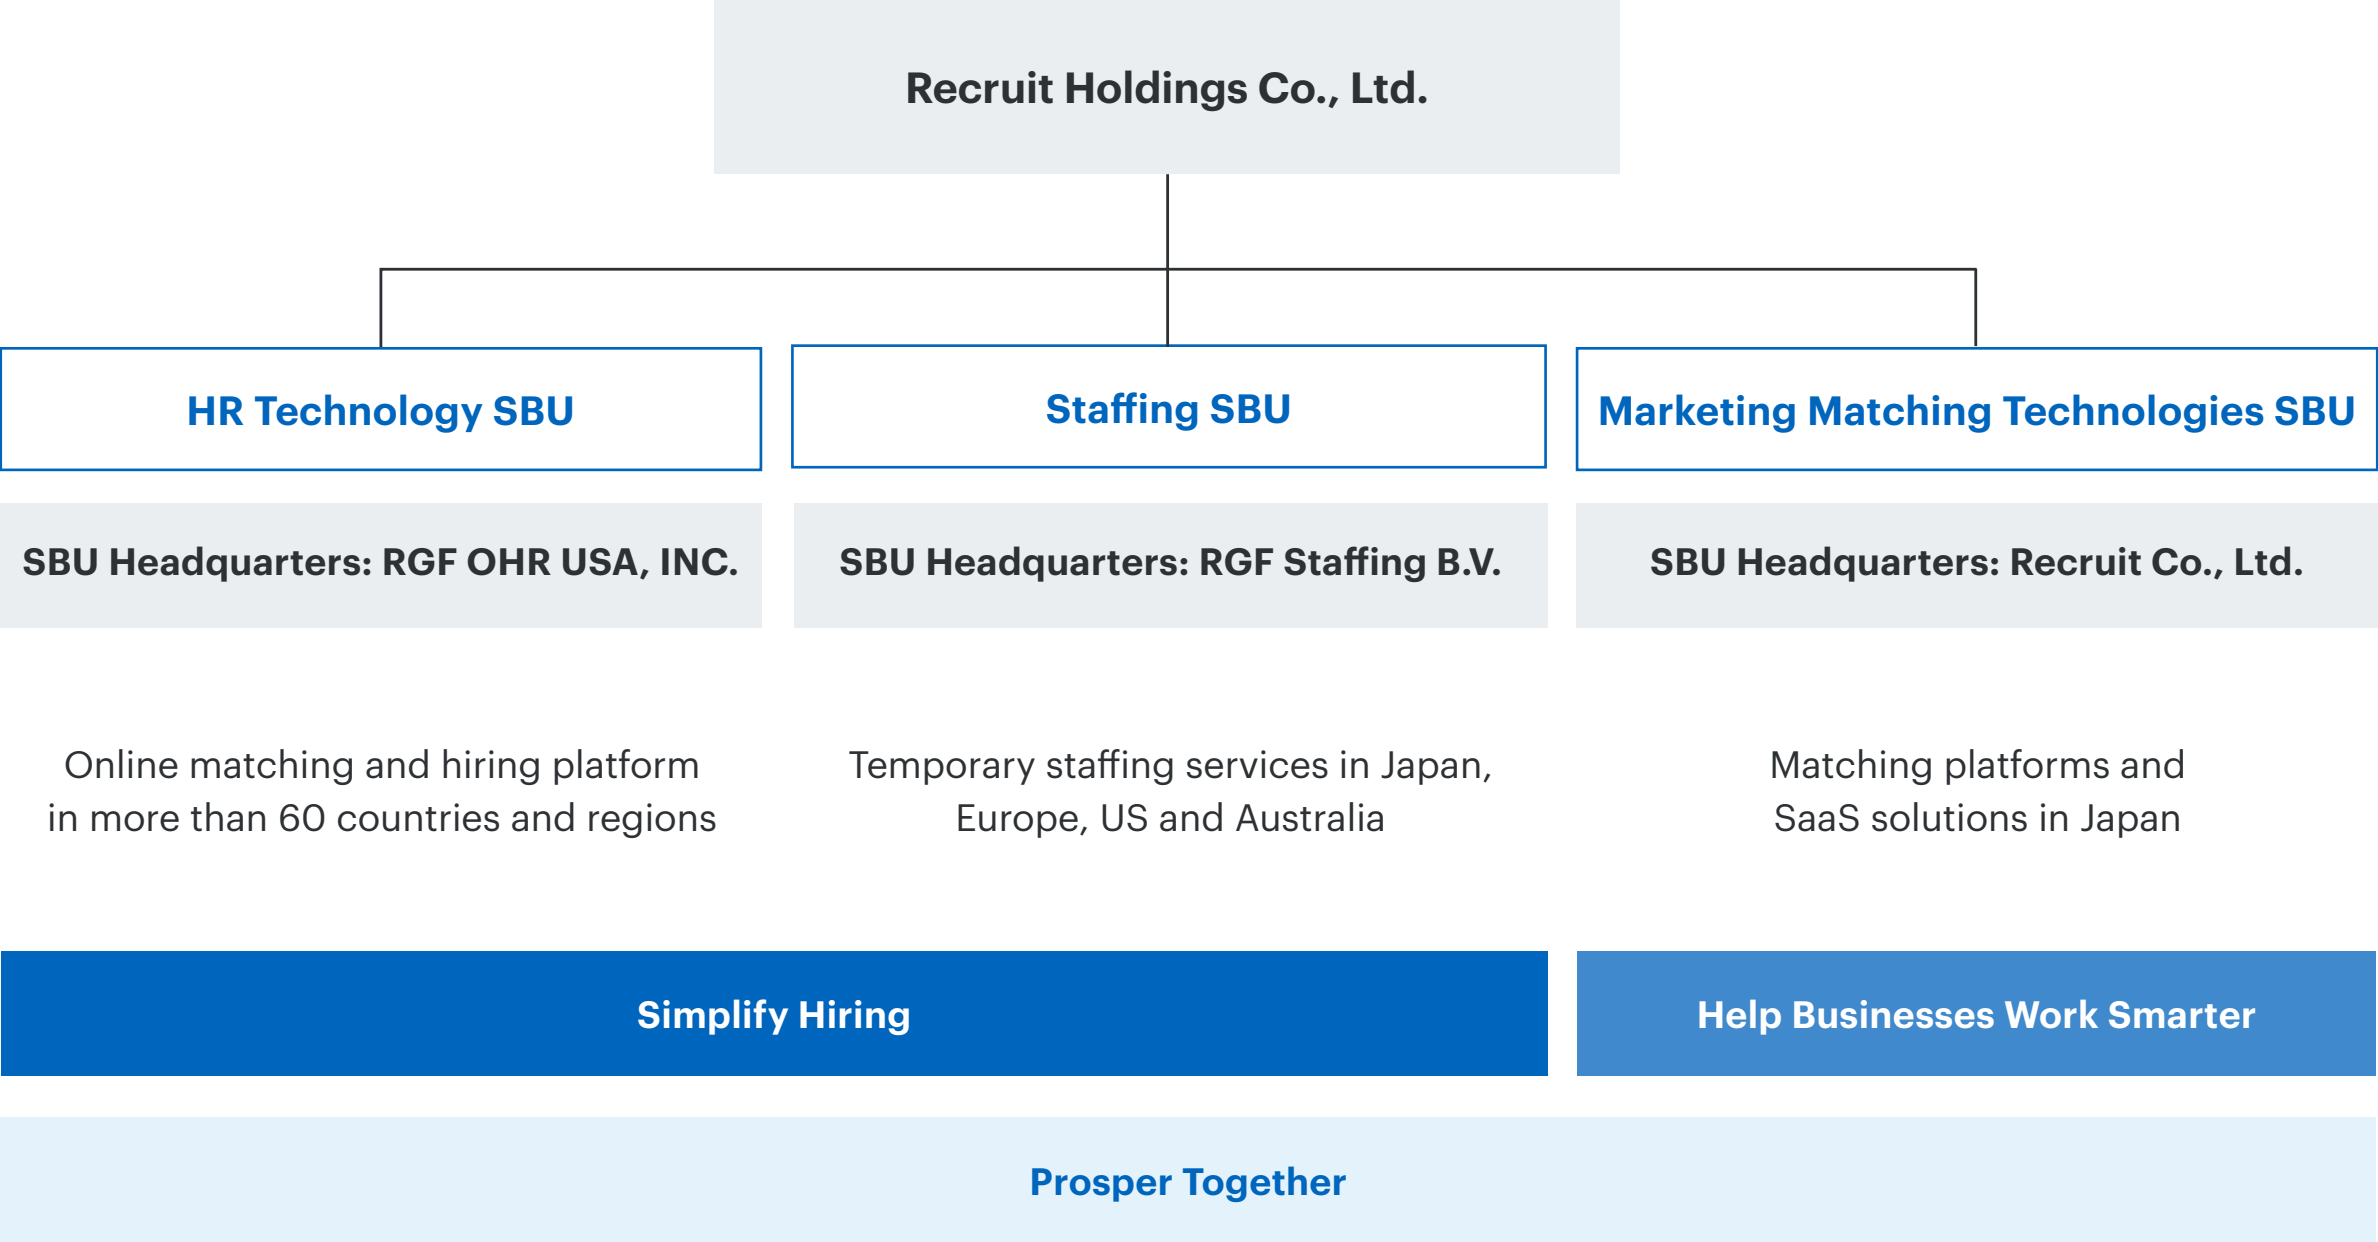 Recruit Holdings Co., Ltd.
HR Technology SBU
Staffing SBU
Marketing Matching Technologies SBU
SBU Headquarters: RGF OHR USA, INC.
SBU Headquarters: RGF Staffing B.V.
SBU Headquarters: Recruit Co., Ltd.
Online matching and hiring platform
in more than 60 countries and regions
Temporary staffing services in Japan,
Europe, US and Australia
Matching platforms and
SaaS solutions in Japan
Simplify Hiring
Help Businesses Work Smarter
Prosper Together